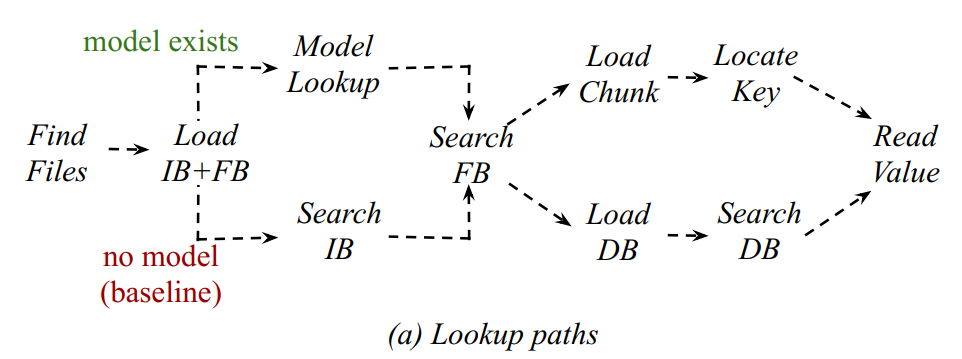 model exists
Model
Lookup
Load
Chunk
Locate
Key
Find
Files
Load
IB+FB
Search
FB
Read
Value
Search
IB
Load
DB
Search
DB
no model
(baseline)
(a) Lookup paths